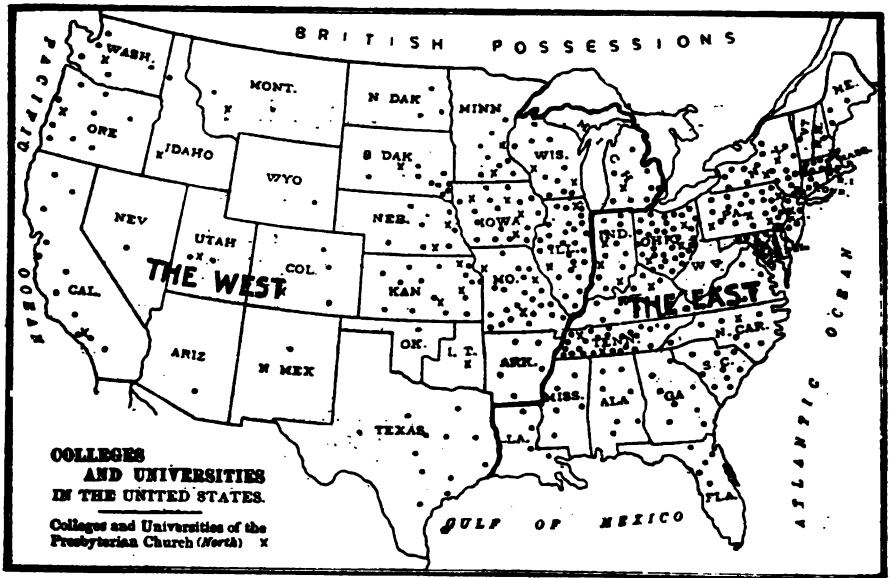 BRITISH POSSESSIONS
PACIFIC
OCEAN
WASH.
MONT.
N DAK
MINN
ME.
ORE
IDAHO
S DAK
WIS.
WYO
NEV
NEB.
IOWA
PA.
UTAH
ILL
IND.
OHIO
COL.
W V.
THE WEST
THE EAST
CAL.
KAN
MO.
ARIZ
N MEX
OK.
I. T.
ARK.
TENN.
N. CAR.
S. C.
MISS.
ALA
GA
TEXAS
LA.
FLA.
ATLANTIC OCEAN
GULF OF MEXICO
COLLEGES
AND UNIVERSITIES
IN THE UNITED STATES.
Colleges and Universities of the
Presbyterian Church (North) x